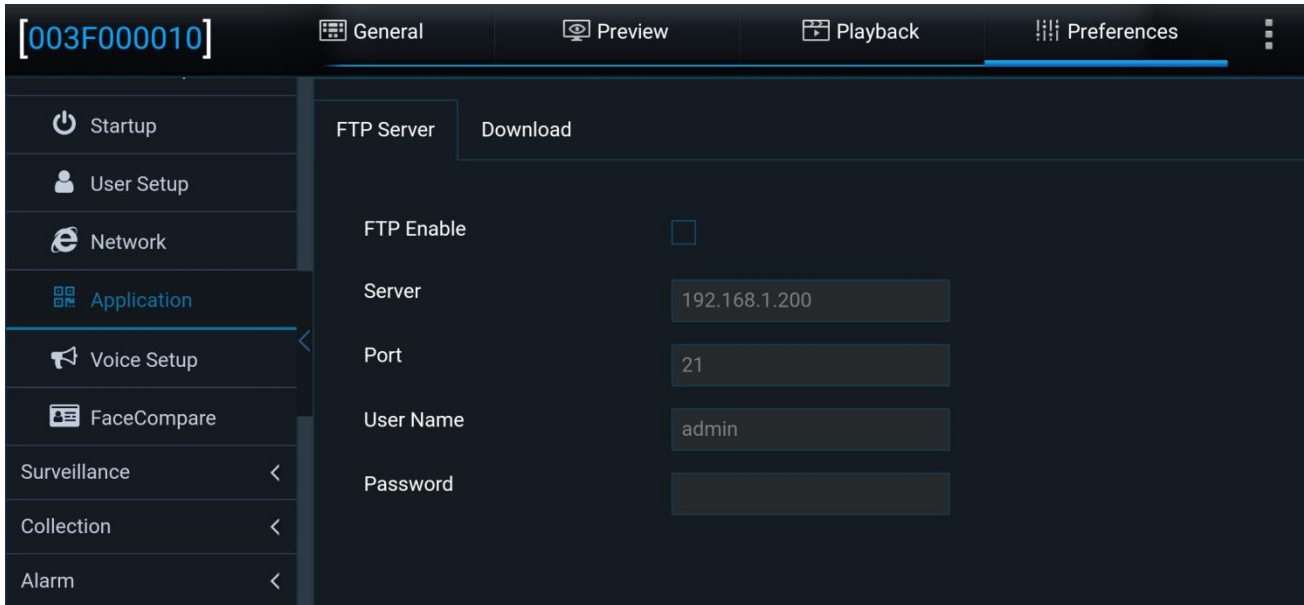 [003F000010]
General
Preview
Playback
Preferences
Startup
User Setup
Network
Application
Voice Setup
FaceCompare
Surveillance
Collection
Alarm
FTP Server
Download
FTP Enable
Server
192.168.1.200
Port
21
User Name
admin
Password